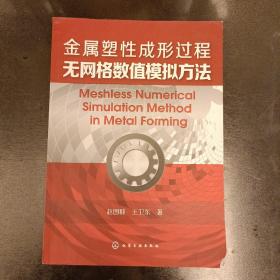 金属塑性成形过程
无网格数值模拟方法
Meshless Numerical
Simulation Method
in Metal Forming
赵国群 王卫东 著
化学工业出版社